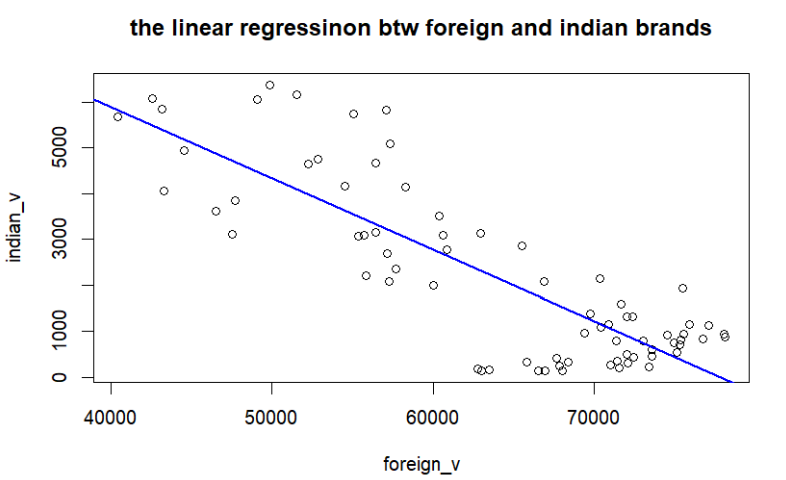 the linear regressinon btw foreign and indian brands
indian_v
5000
3000
1000
0
40000 50000 60000 70000
foreign_v